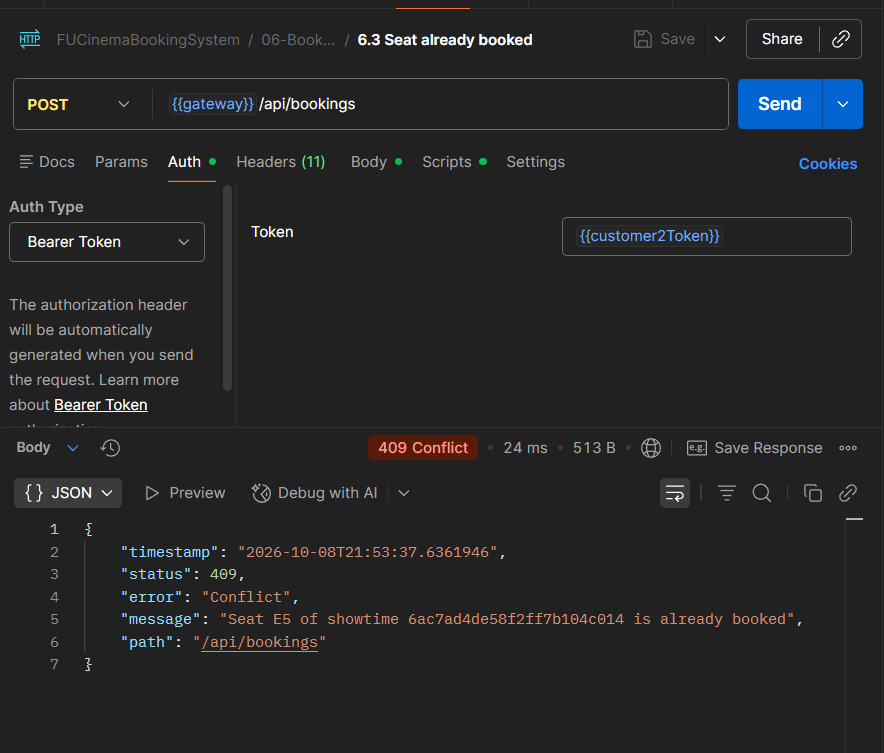 HTTP FUCinemaBookingSystem / 06-Book... / 6.3 Seat already booked Save Share
POST {{gateway}} /api/bookings Send
Docs Params Auth Headers (11) Body Scripts Settings Cookies
Auth Type
Bearer Token
Token {{customer2Token}}
The authorization header
will be automatically
generated when you send
the request. Learn more
about Bearer Token
Body 409 Conflict • 24 ms • 513 B • e.g. Save Response
{} JSON Preview Debug with AI
1 {
2 "timestamp": "2026-10-08T21:53:37.6361946",
3 "status": 409,
4 "error": "Conflict",
5 "message": "Seat E5 of showtime 6ac7ad4de58f2ff7b104c014 is already booked",
6 "path": "/api/bookings"
7 }